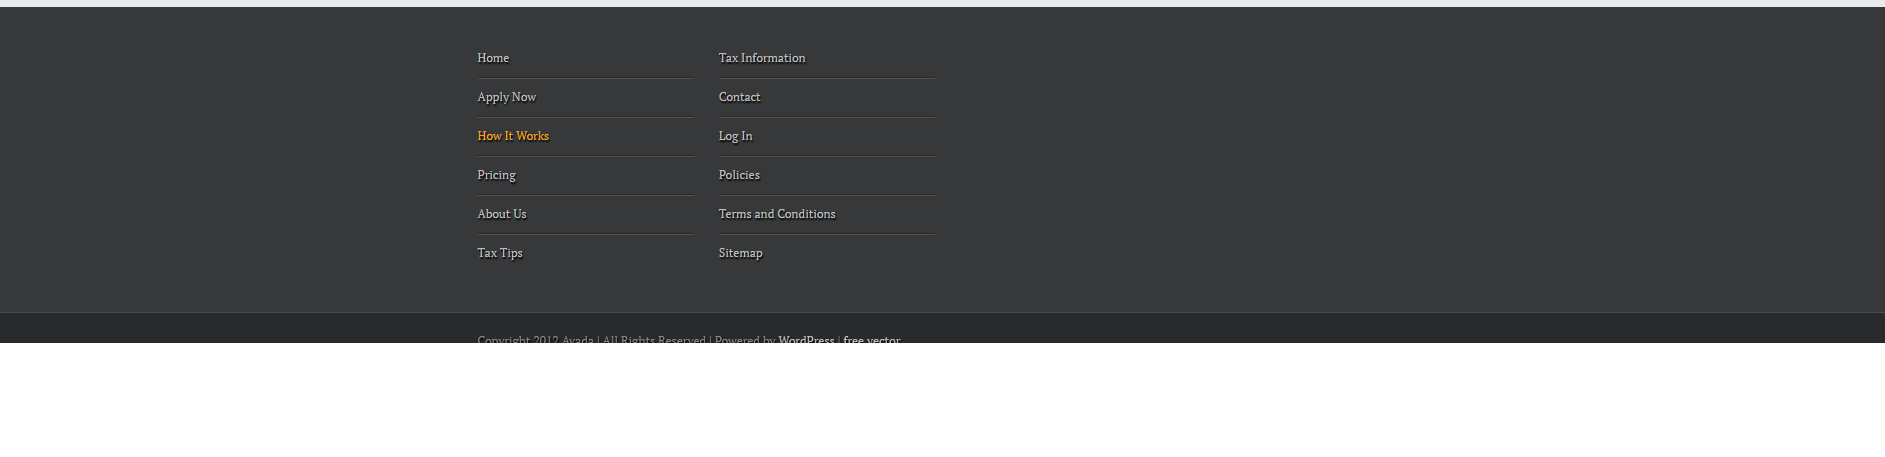 Home
Apply Now
How It Works
Pricing
About Us
Tax Tips
Tax Information
Contact
Log In
Policies
Terms and Conditions
Sitemap
Copyright 2012 Avada | All Rights Reserved | Powered by WordPress | free vector